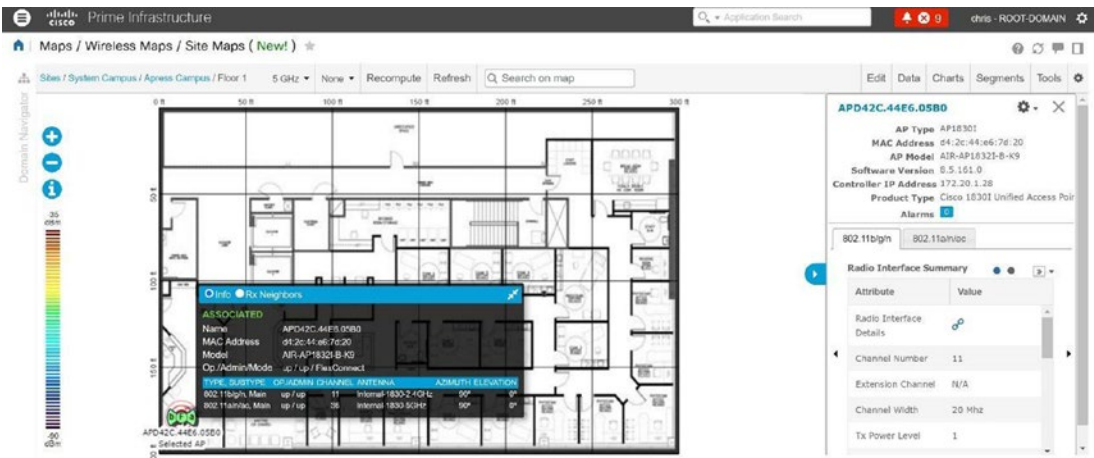 cisco Prime Infrastructure
Application Search
9
chris - ROOT-DOMAIN
Maps / Wireless Maps / Site Maps ( New! )
Sites / System Campus / Apress Campus / Floor 1
5 GHz
None
Recompute
Refresh
Search on map
Edit
Data
Charts
Segments
Tools
Domain Navigator
0 ft
50 ft
100 ft
150 ft
200 ft
250 ft
300 ft
50 ft
100 ft
150 ft
-35
dBm
-90
dBm
Info Rx Neighbors
ASSOCIATED
Name APD42C.44E6.05B0
MAC Address d4:2c:44:e6:7d:20
Model AIR-AP1832I-B-K9
Op./Admin/Mode up / up / FlexConnect
TYPE, SUBTYPE OP/ADMIN CHANNEL ANTENNA AZIMUTH ELEVATION
802.11b/g/n, Main up / up 11 Internal-1830-2.4GHz 90° 0°
802.11a/n/ac, Main up / up 36 Internal-1830-5GHz 90° 0°
APD42C.44E6.05B0
Selected AP
APD42C.44E6.05B0
AP Type AP1830I
MAC Address d4:2c:44:e6:7d:20
AP Model AIR-AP1832I-B-K9
Software Version 8.5.161.0
Controller IP Address 172.20.1.28
Product Type Cisco 1830I Unified Access Poir
Alarms 0
802.11b/g/n
802.11a/n/ac
Radio Interface Summary
Attribute Value
Radio Interface
Details
Channel Number 11
Extension Channel N/A
Channel Width 20 Mhz
Tx Power Level 1